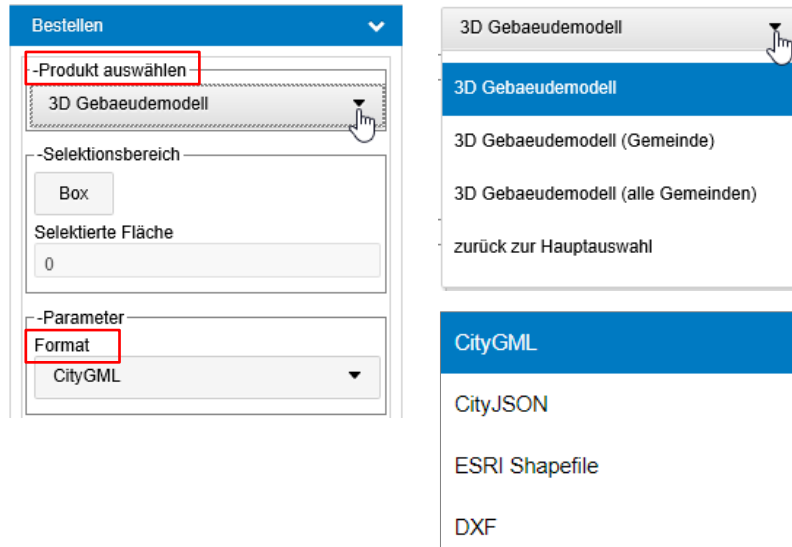 Bestellen
-Produkt auswählen
3D Gebaeudemodell
-Selektionsbereich
Box
Selektierte Fläche
0
-Parameter
Format
CityGML
3D Gebaeudemodell
3D Gebaeudemodell
3D Gebaeudemodell (Gemeinde)
3D Gebaeudemodell (alle Gemeinden)
zurück zur Hauptauswahl
CityGML
CityJSON
ESRI Shapefile
DXF